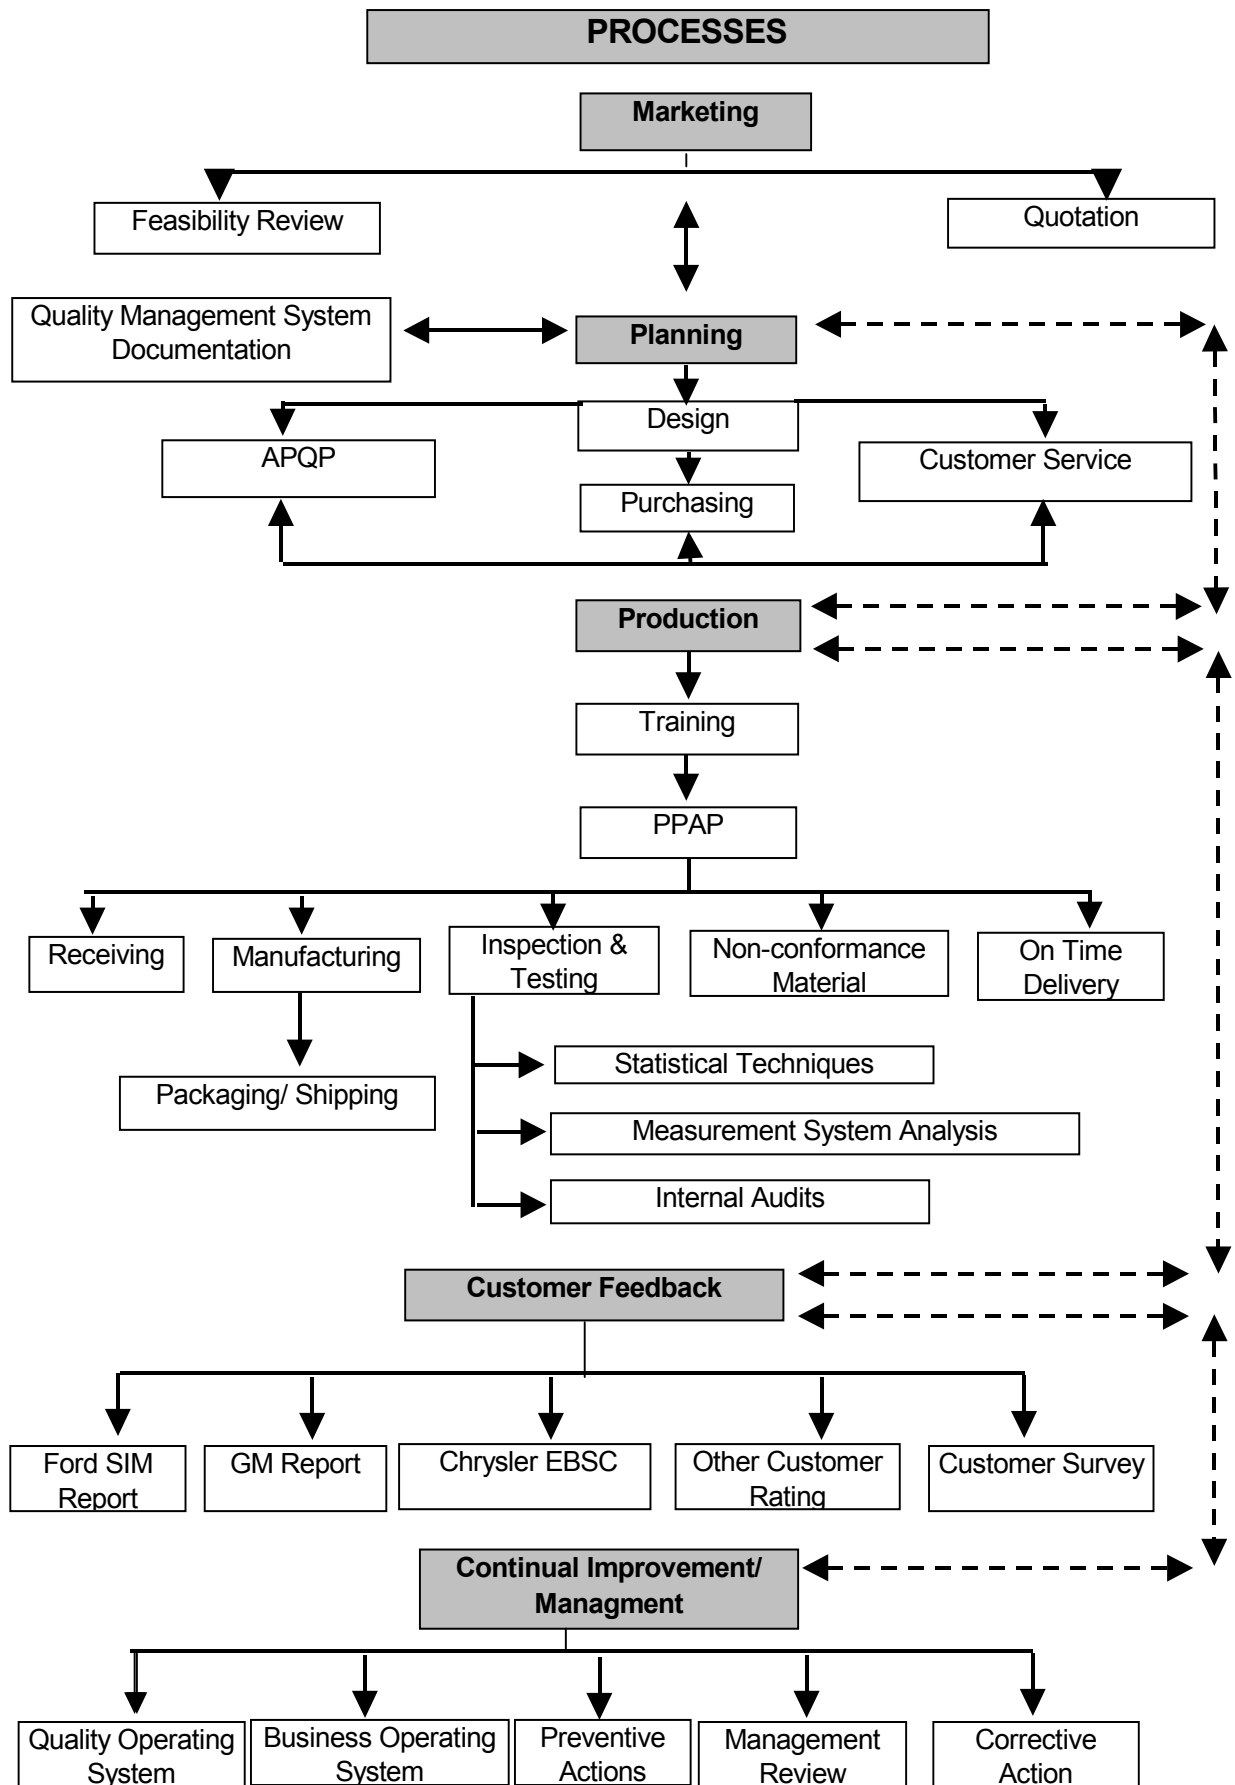 PROCESSES
Marketing
Feasibility Review
Quotation
Quality Management System
Documentation
Planning
Design
APQP
Customer Service
Purchasing
Production
Training
PPAP
Receiving
Manufacturing
Inspection &
Testing
Non-conformance
Material
On Time
Delivery
Statistical Techniques
Packaging/ Shipping
Measurement System Analysis
Internal Audits
Customer Feedback
Ford SIM
Report
GM Report
Chrysler EBSC
Other Customer
Rating
Customer Survey
Continual Improvement/
Managment
Quality Operating
System
Business Operating
System
Preventive
Actions
Management
Review
Corrective
Action